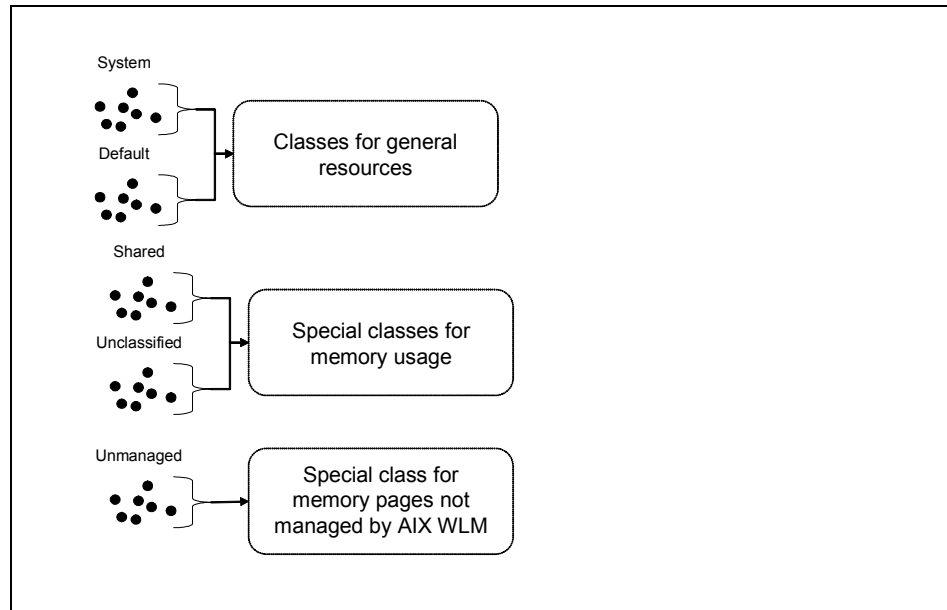 System
Default
Classes for general
resources
Shared
Unclassified
Special classes for
memory usage
Unmanaged
Special class for
memory pages not
managed by AIX WLM